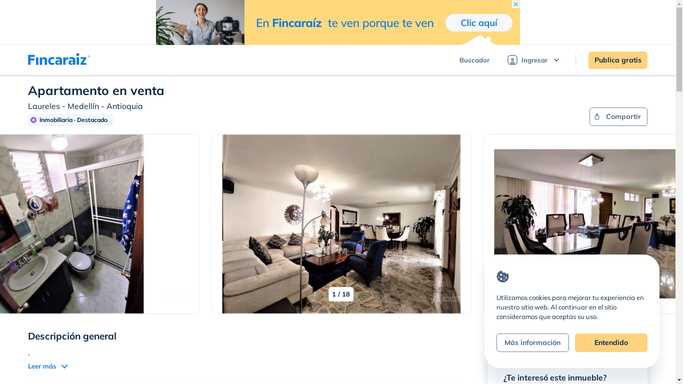 En Fincaraíz te ven porque te ven
Clic aquí
Fincaraíz
Buscador
Ingresar
Publica gratis
Apartamento en venta
Laureles - Medellín - Antioquia
Inmobiliaria · Destacado
Compartir
1 / 18
Utilizamos cookies para mejorar tu experiencia en
nuestro sitio web. Al continuar en el sitio
consideramos que aceptas su uso.
Más información
Entendido
Descripción general
.
Leer más
¿Te interesó este inmueble?